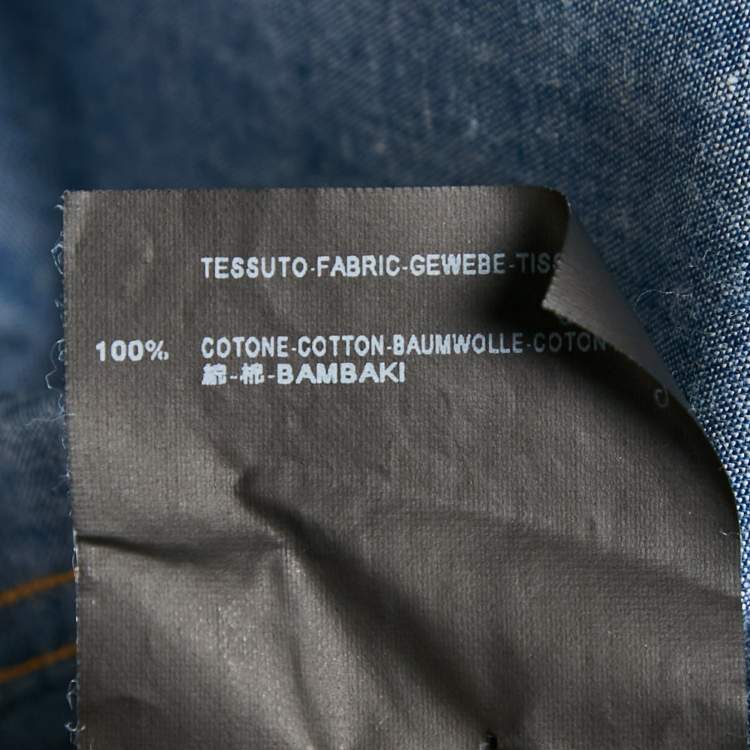 TESSUTO-FABRIC-GEWEBE-TISS
100% COTONE-COTTON-BAUMWOLLE-COTON
綿-棉-BAMBAKI